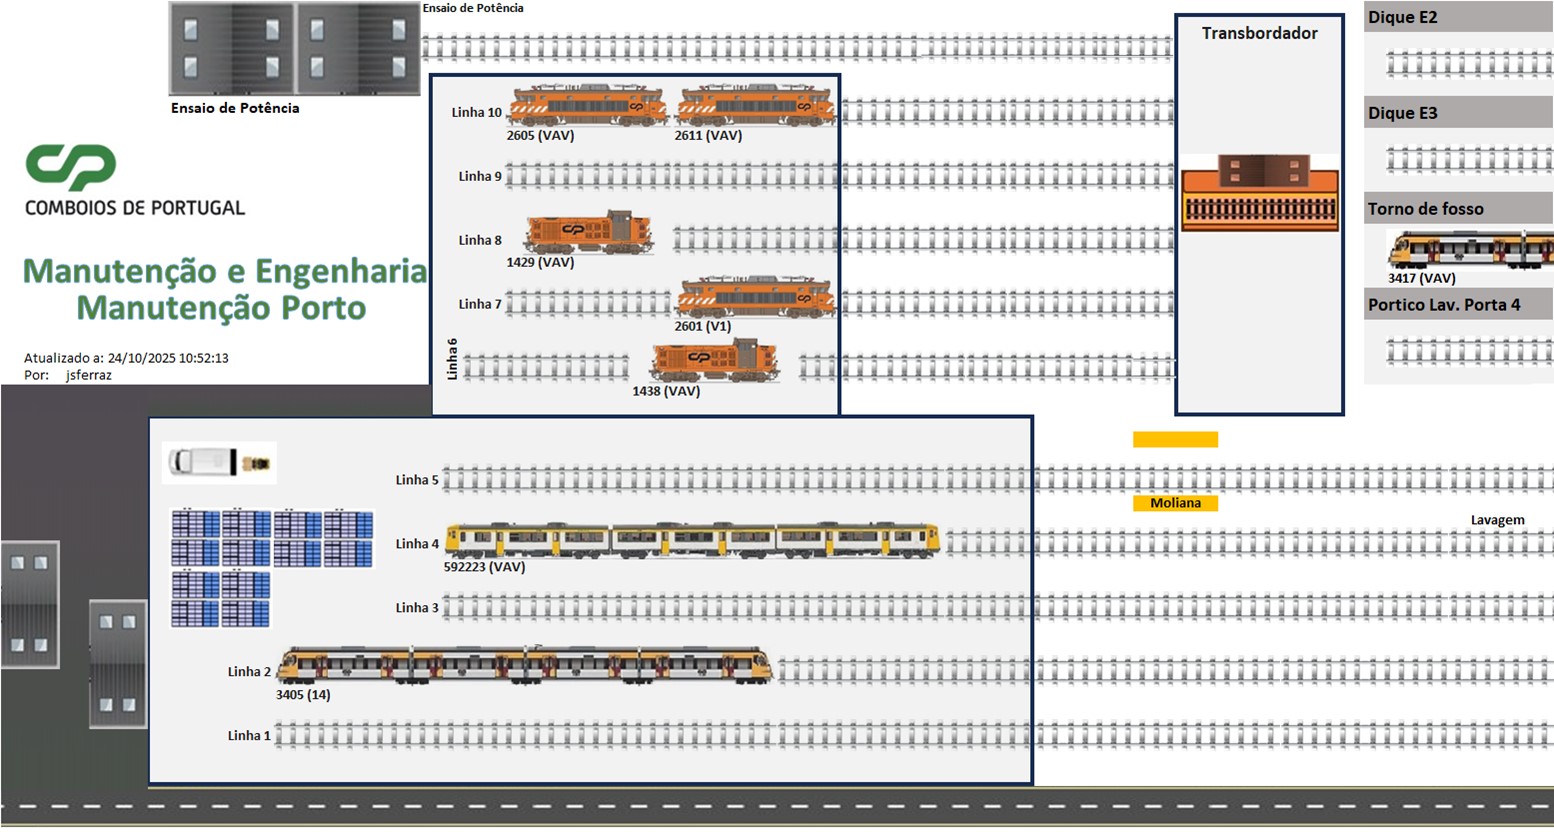 Ensaio de Potência
Ensaio de Potência
CP
COMBOIOS DE PORTUGAL
Manutenção e Engenharia
Manutenção Porto
Atualizado a: 24/10/2025 10:52:13
Por: jsferraz
Linha 10
2605 (VAV)
2611 (VAV)
Linha 9
Linha 8
1429 (VAV)
Linha 7
2601 (V1)
Linha 6
1438 (VAV)
Transbordador
Dique E2
Dique E3
Torno de fosso
3417 (VAV)
Portico Lav. Porta 4
Linha 5
Moliana
Lavagem
Linha 4
592223 (VAV)
Linha 3
Linha 2
3405 (14)
Linha 1